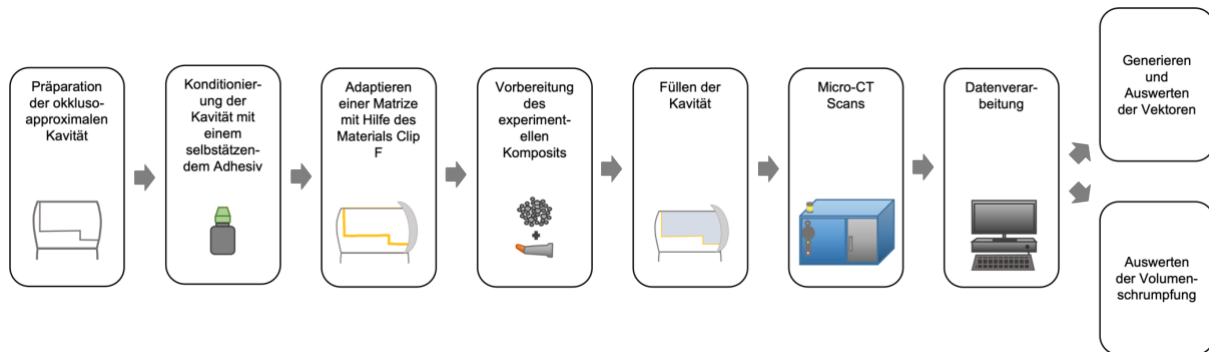 Präparation
der okkluso-
approximalen
Kavität
Konditionier-
ung der
Kavität mit
einem
selbstätzen-
dem Adhesiv
Adaptieren
einer Matrize
mit Hilfe des
Materials Clip
F
Vorbereitung
des
experiment-
ellen
Komposits
Füllen der
Kavität
Micro-CT
Scans
Datenverar-
beitung
Generieren
und
Auswerten
der Vektoren
Auswerten
der Volumen-
schrumpfung